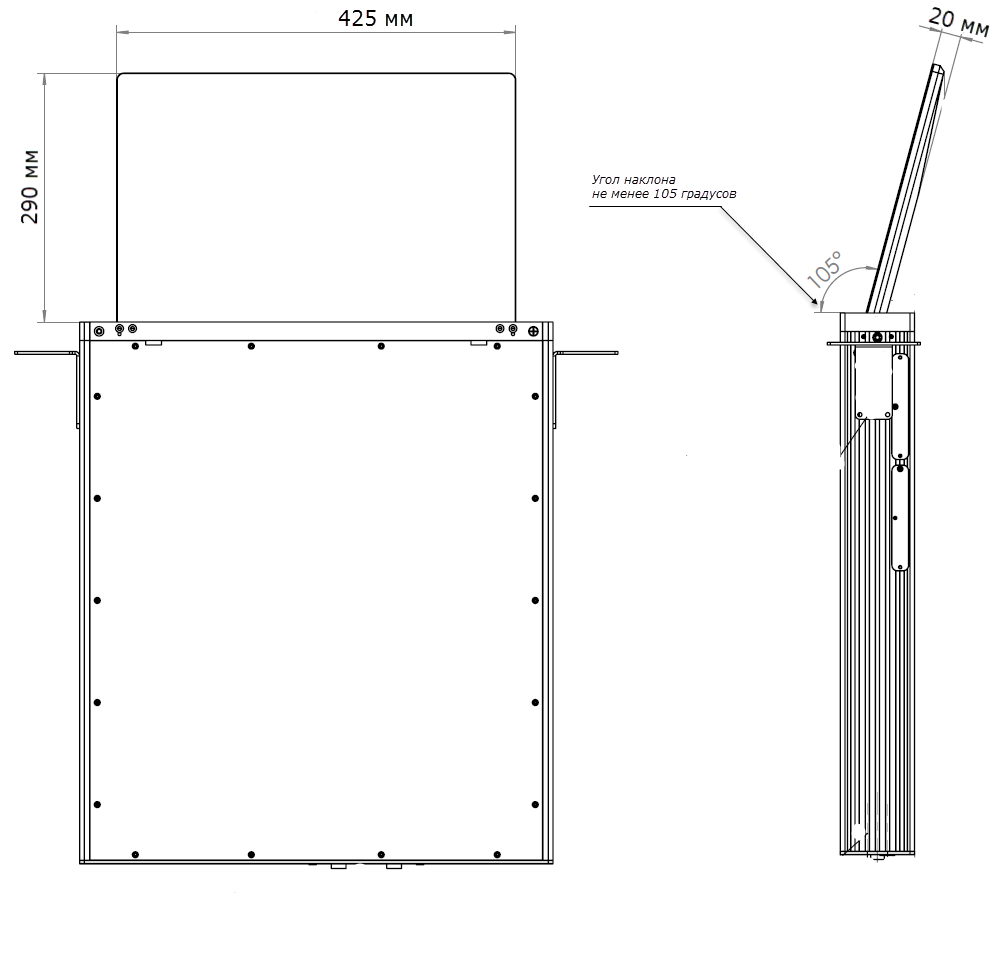 425 мм
20 мм
290 мм
Угол наклона
не менее 105 градусов
105°